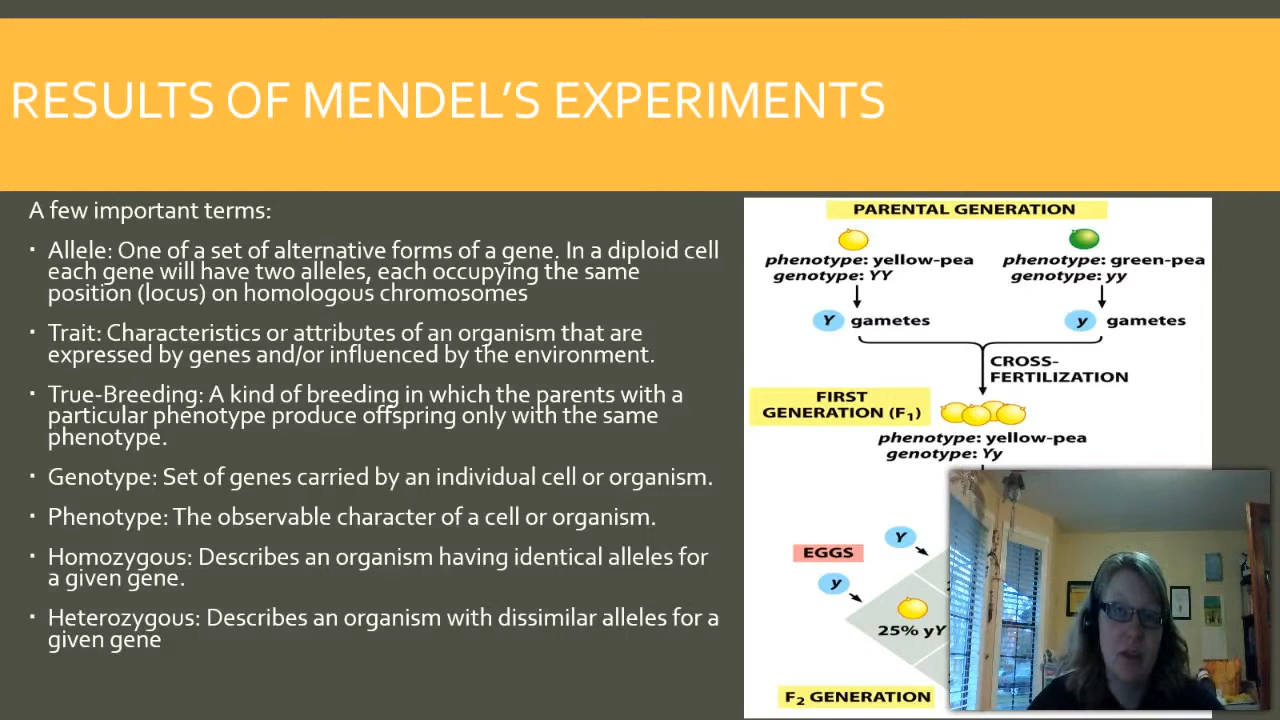 RESULTS OF MENDEL’S EXPERIMENTS
A few important terms:
▪ Allele: One of a set of alternative forms of a gene. In a diploid cell
each gene will have two alleles, each occupying the same
position (locus) on homologous chromosomes
▪ Trait: Characteristics or attributes of an organism that are
expressed by genes and/or influenced by the environment.
▪ True-Breeding: A kind of breeding in which the parents with a
particular phenotype produce offspring only with the same
phenotype.
▪ Genotype: Set of genes carried by an individual cell or organism.
▪ Phenotype: The observable character of a cell or organism.
▪ Homozygous: Describes an organism having identical alleles for
a given gene.
▪ Heterozygous: Describes an organism with dissimilar alleles for a
given gene
PARENTAL GENERATION
phenotype: yellow-pea
genotype: YY
phenotype: green-pea
genotype: yy
Y gametes
y gametes
CROSS-
FERTILIZATION
FIRST
GENERATION (F1)
phenotype: yellow-pea
genotype: Yy
Y
EGGS
y
25% yY
F2 GENERATION